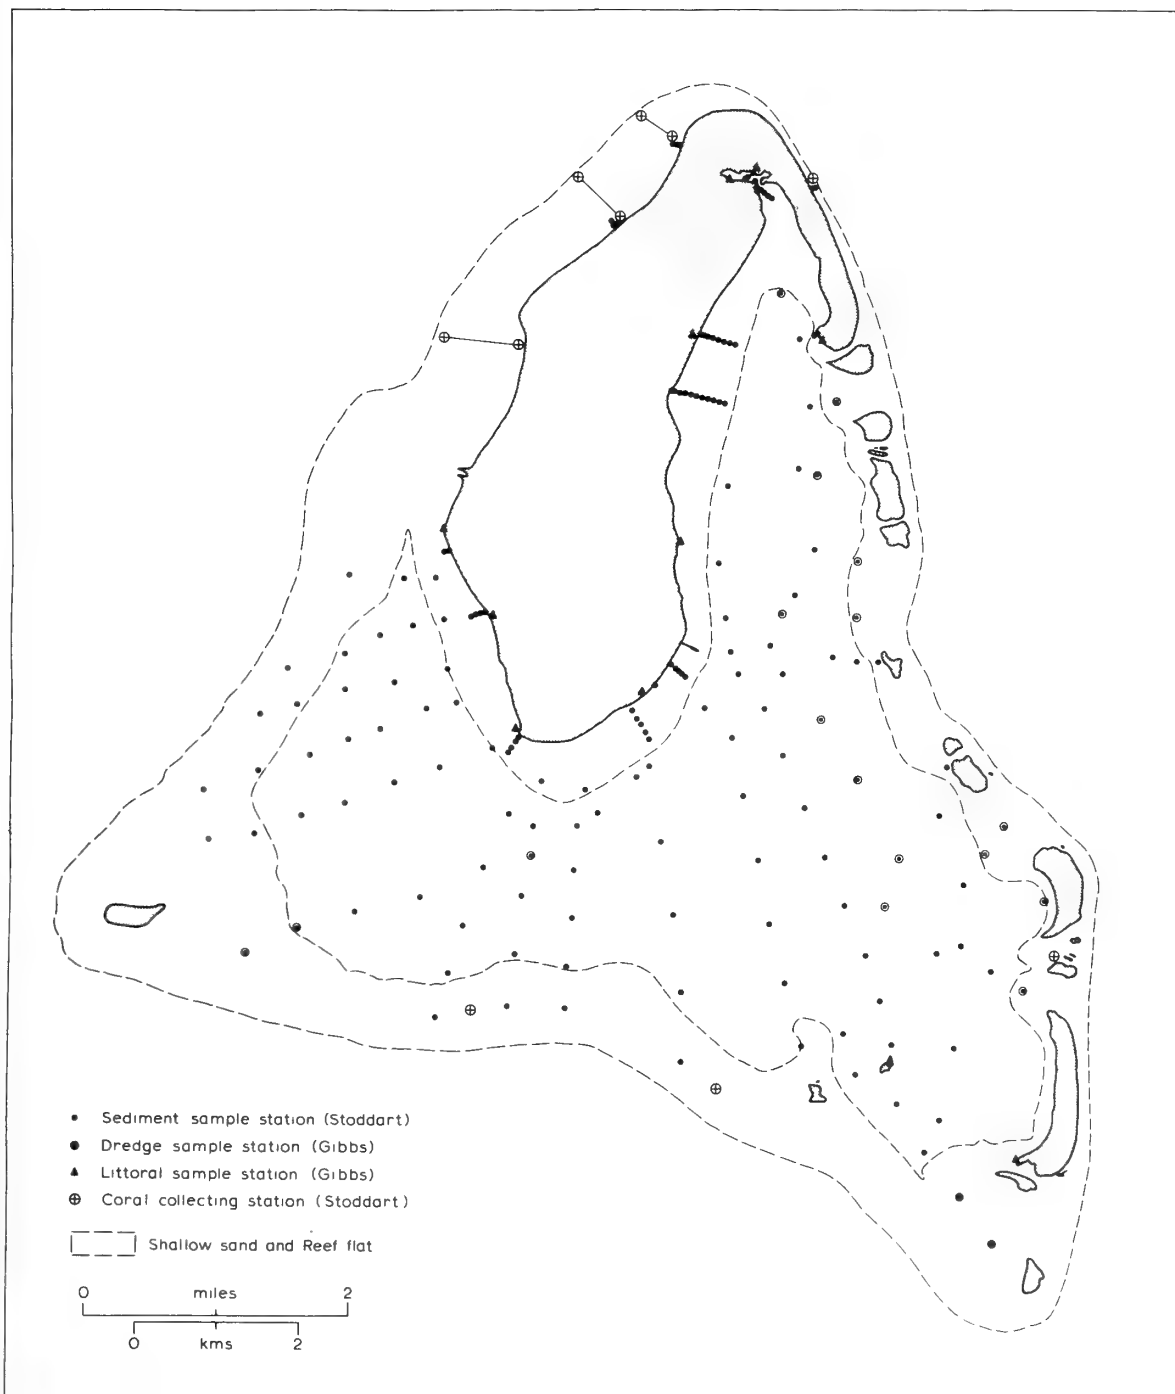 Sediment sample station (Stoddart)
Dredge sample station (Gibbs)
Littoral sample station (Gibbs)
Coral collecting station (Stoddart)
Shallow sand and Reef flat
0 miles 2
0 kms 2